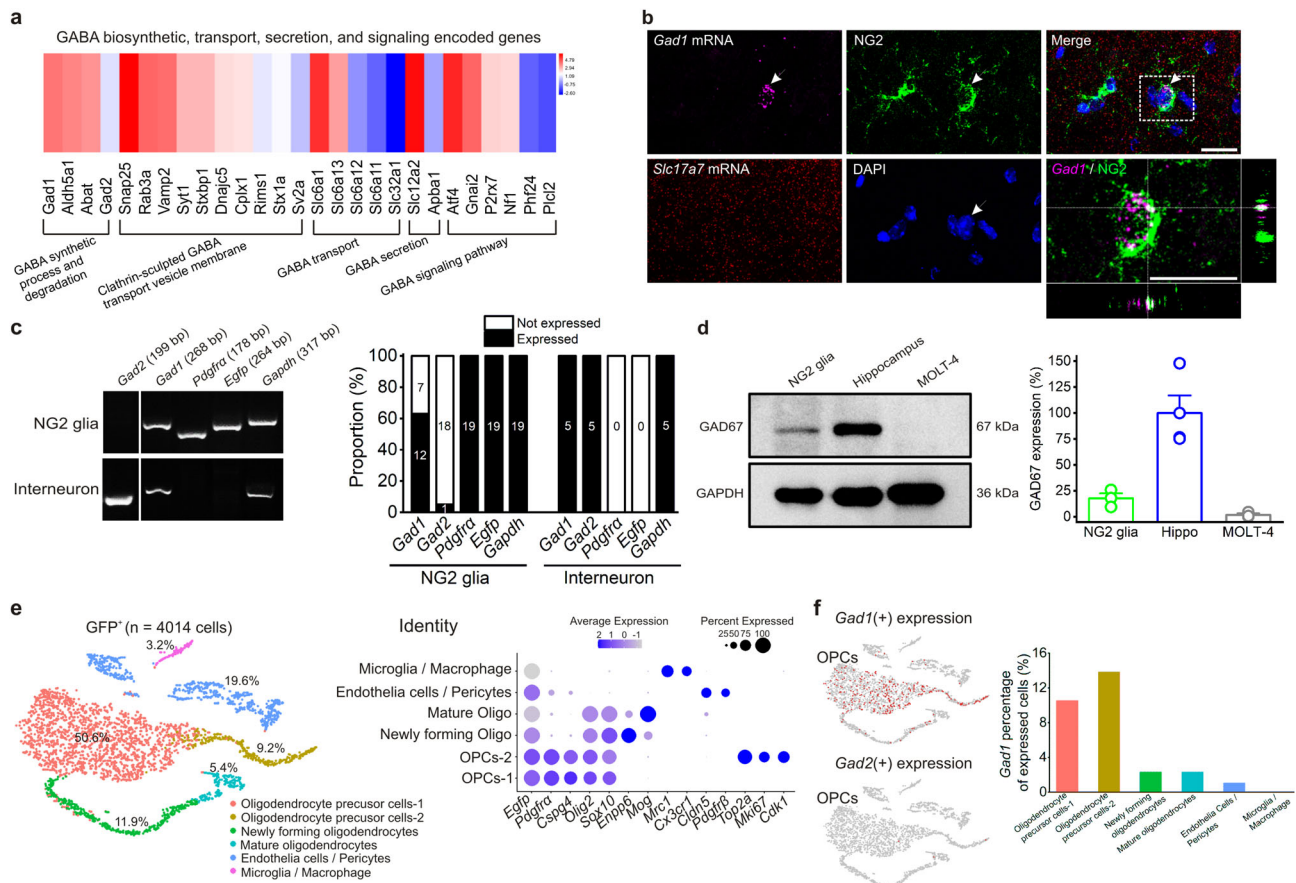 a
GABA biosynthetic, transport, secretion, and signaling encoded genes
4.78
2.94
1.09
-0.75
-2.60
Gad1
Aldh5a1
Abat
Gad2
Snap25
Rab3a
Vamp2
Syt1
Stxbp1
Dnajc5
Cplx1
Rims1
Stx1a
Sv2a
Slc6a1
Slc6a13
Slc6a12
Slc6a11
Slc32a1
Slc12a2
Apba1
Atf4
Gnai2
P2rx7
Nf1
Phf24
Plcl2
GABA synthetic
process and
degradation
Clathrin-sculpted GABA
transport vesicle membrane
GABA transport
GABA secretion
GABA signaling pathway
b
Gad1 mRNA
NG2
Merge
Slc17a7 mRNA
DAPI
Gad1 / NG2
c
Gad2 (199 bp)
Gad1 (268 bp)
Pdgfrα (178 bp)
Egfp (264 bp)
Gapdh (317 bp)
NG2 glia
Interneuron
Not expressed
Expressed
Proportion (%)
100
80
60
40
20
0
7
12
18
1
19
19
19
5
5
0
0
5
Gad1
Gad2
Pdgfrα
Egfp
Gapdh
Gad1
Gad2
Pdgfrα
Egfp
Gapdh
NG2 glia
Interneuron
d
NG2 glia
Hippocampus
MOLT-4
GAD67
67 kDa
GAPDH
36 kDa
GAD67 expression (%)
150
125
100
75
50
25
0
NG2 glia
Hippo
MOLT-4
e
GFP+ (n = 4014 cells)
3.2%
19.6%
50.6%
9.2%
5.4%
11.9%
Oligodendrocyte precusor cells-1
Oligodendrocyte precusor cells-2
Newly forming oligodendrocytes
Mature oligodendrocytes
Endothelia cells / Pericytes
Microglia / Macrophage
Identity
Average Expression
2 1 0 -1
Percent Expressed
25 50 75 100
Microglia / Macrophage
Endothelia cells / Pericytes
Mature Oligo
Newly forming Oligo
OPCs-2
OPCs-1
Egfp
Pdgfrα
Cspg4
Olig2
Sox10
Enpp6
Mog
Mrc1
Cx3cr1
Cldn5
Pdgfrβ
Top2a
Mki67
Cdk1
f
Gad1(+) expression
OPCs
Gad2(+) expression
OPCs
Gad1 percentage
of expressed cells (%)
16
12
8
4
0
Oligodendrocyte
precursor cells-1
Oligodendrocyte
precursor cells-2
Newly forming
oligodendrocytes
Mature oligodendrocytes
Endothelia Cells /
Pericytes
Microglia /
Macrophage